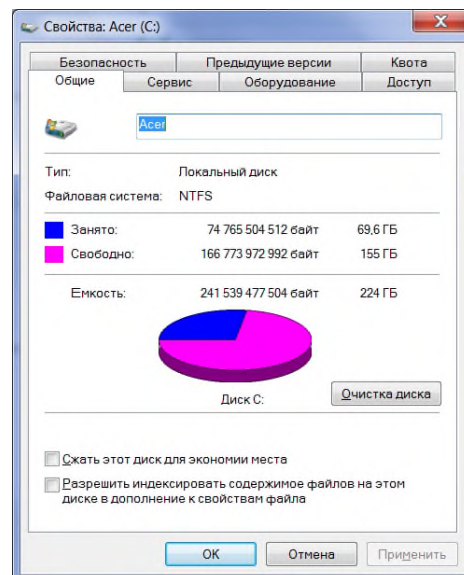 Свойства: Acer (C:)
Безопасность Предыдущие версии Квота
Общие Сервис Оборудование Доступ
Acer
Тип: Локальный диск
Файловая система: NTFS
Занято: 74 765 504 512 байт 69,6 ГБ
Свободно: 166 773 972 992 байт 155 ГБ
Емкость: 241 539 477 504 байт 224 ГБ
Диск C:
Очистка диска
Сжать этот диск для экономии места
Разрешить индексировать содержимое файлов на этом
диске в дополнение к свойствам файла
OK Отмена Применить